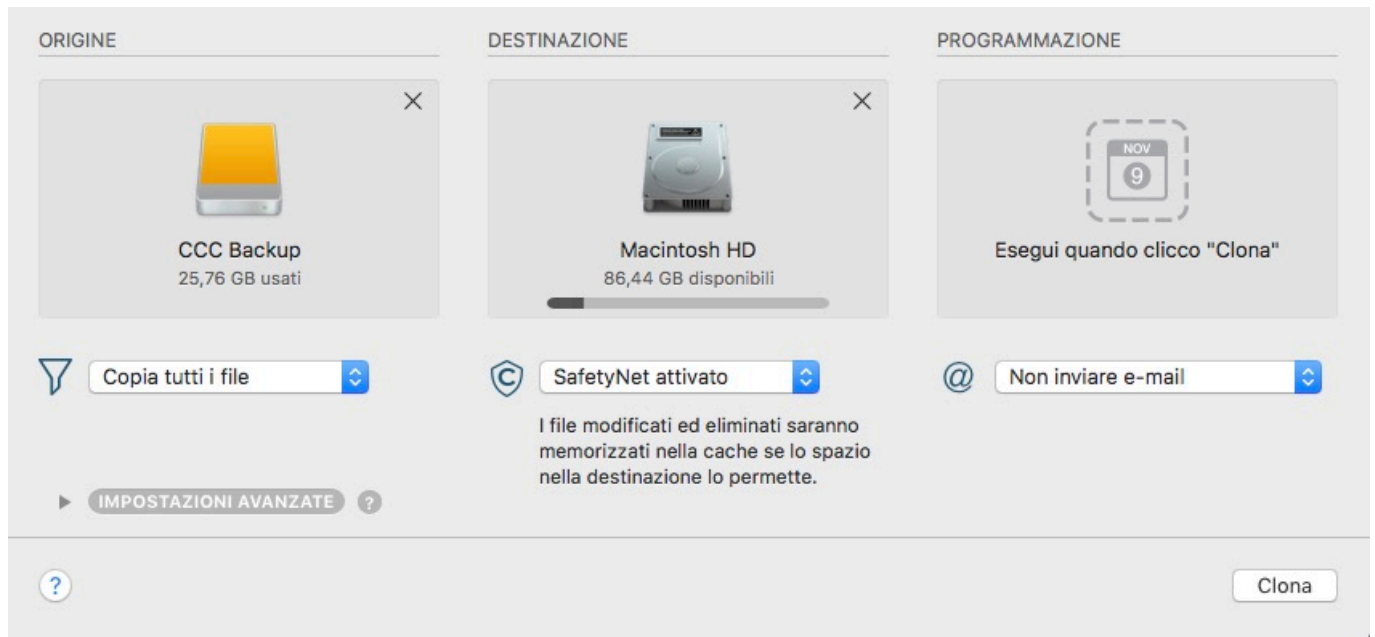 ORIGINE
DESTINAZIONE
PROGRAMMAZIONE
CCC Backup
25,76 GB usati
Macintosh HD
86,44 GB disponibili
NOV
9
Esegui quando clicco "Clona"
Copia tutti i file
SafetyNet attivato
@ Non inviare e-mail
I file modificati ed eliminati saranno
memorizzati nella cache se lo spazio
nella destinazione lo permette.
IMPOSTAZIONI AVANZATE ?
?
Clona